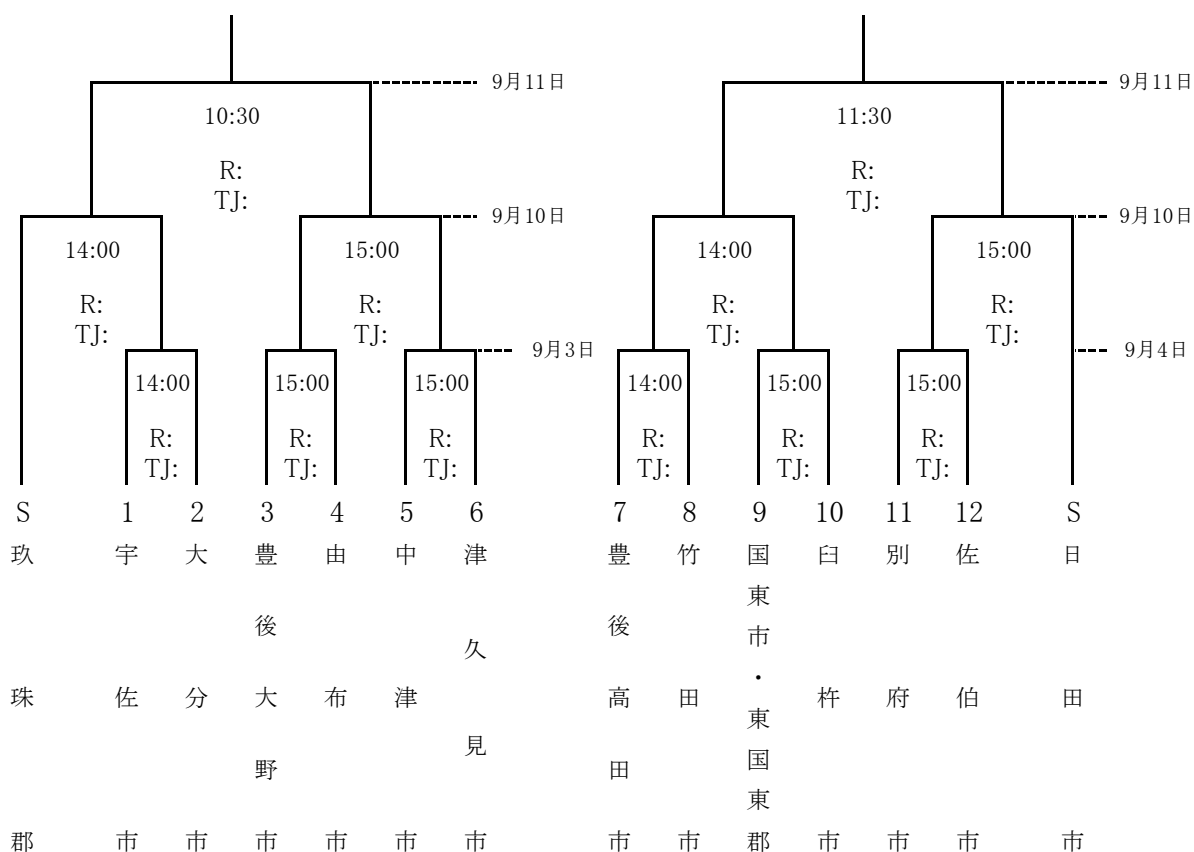 9月11日
9月11日
10:30
11:30
R:
TJ:
R:
TJ:
9月10日
9月10日
14:00
15:00
14:00
15:00
R:
TJ:
R:
TJ:
R:
TJ:
R:
TJ:
9月3日
9月4日
14:00
15:00
15:00
14:00
15:00
15:00
R:
TJ:
R:
TJ:
R:
TJ:
R:
TJ:
R:
TJ:
R:
TJ:
S
1
2
3
4
5
6
7
8
9
10
11
12
S
玖珠郡
宇佐市
大分市
豊後大野市
由布市
中津市
津久見市
豊後高田市
竹田市
国東市・東国東郡
臼杵市
別府市
佐伯市
日田市